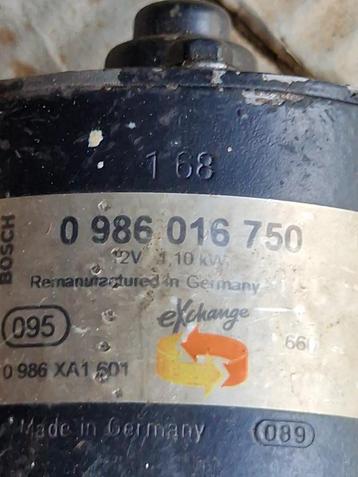 1 68
BOSCH
0 986 016 750
12V 1,10 kW
Remanufactured in Germany
095
eXchange
0 986 XA1 601
Made in Germany
089